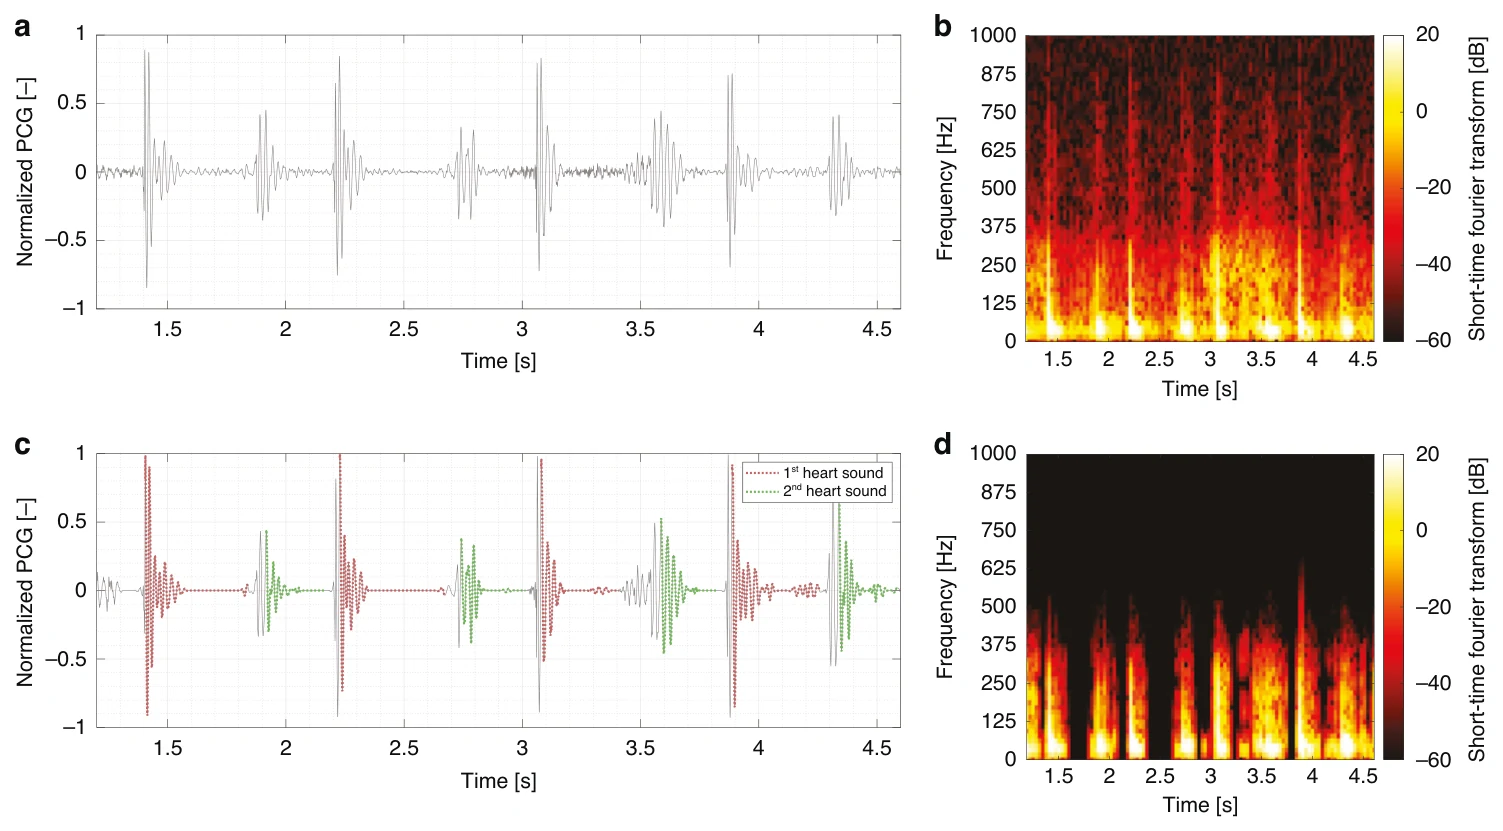 a
1
0.5
0
–0.5
–1
Normalized PCG [–]
1.5 2 2.5 3 3.5 4 4.5
Time [s]
b
1000
875
750
625
500
375
250
125
0
Frequency [Hz]
1.5 2 2.5 3 3.5 4 4.5
Time [s]
20
0
–20
–40
–60
Short-time fourier transform [dB]
c
1
0.5
0
–0.5
–1
Normalized PCG [–]
1st heart sound
2nd heart sound
1.5 2 2.5 3 3.5 4 4.5
Time [s]
d
1000
875
750
625
500
375
250
125
0
Frequency [Hz]
1.5 2 2.5 3 3.5 4 4.5
Time [s]
20
0
–20
–40
–60
Short-time fourier transform [dB]